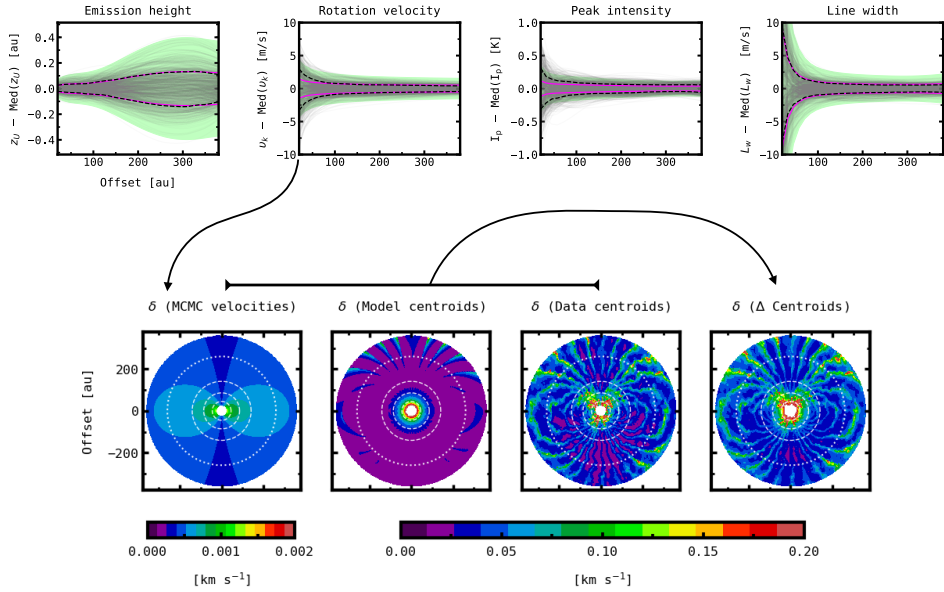 Emission height
Rotation velocity
Peak intensity
Line width
z_U − Med(z_U) [au]
0.4
0.2
0.0
−0.2
−0.4
100 200 300
Offset [au]
υ_k − Med(υ_k) [m/s]
10
5
0
−5
−10
100 200 300
I_p − Med(I_p) [K]
1.0
0.5
0.0
−0.5
−1.0
100 200 300
L_w − Med(L_w) [m/s]
10
5
0
−5
−10
100 200 300
δ (MCMC velocities)
δ (Model centroids)
δ (Data centroids)
δ (Δ Centroids)
Offset [au]
200
0
−200
0.000 0.001 0.002
[km s⁻¹]
0.00 0.05 0.10 0.15 0.20
[km s⁻¹]